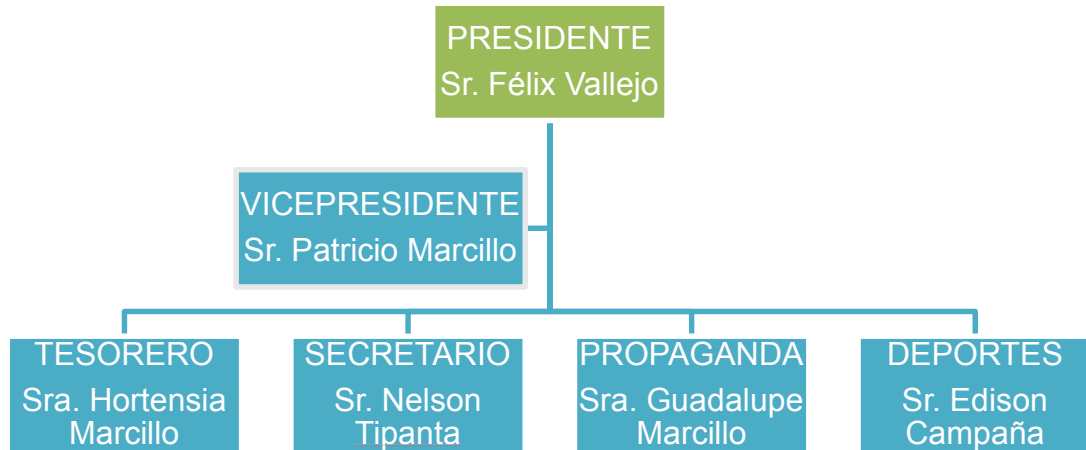 PRESIDENTE
Sr. Félix Vallejo
VICEPRESIDENTE
Sr. Patricio Marcillo
TESORERO
Sra. Hortensia
Marcillo
SECRETARIO
Sr. Nelson
Tipanta
PROPAGANDA
Sra. Guadalupe
Marcillo
DEPORTES
Sr. Edison
Campaña